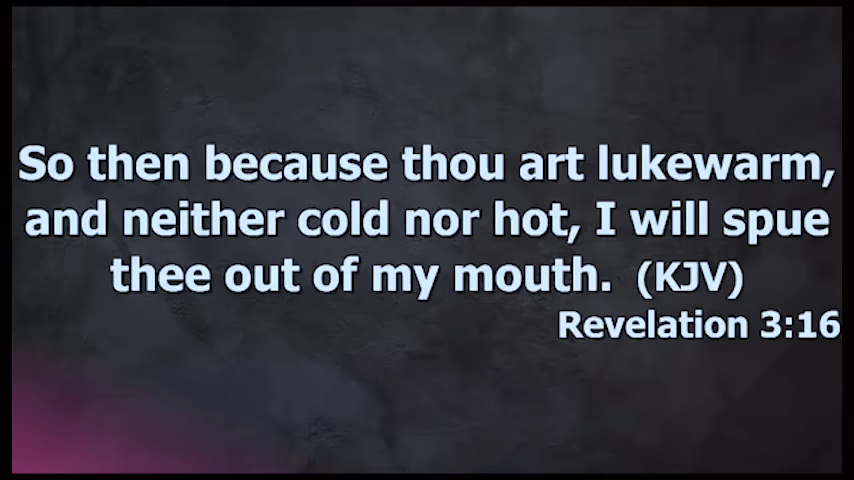 So then because thou art lukewarm,
and neither cold nor hot, I will spue
thee out of my mouth. (KJV)
Revelation 3:16